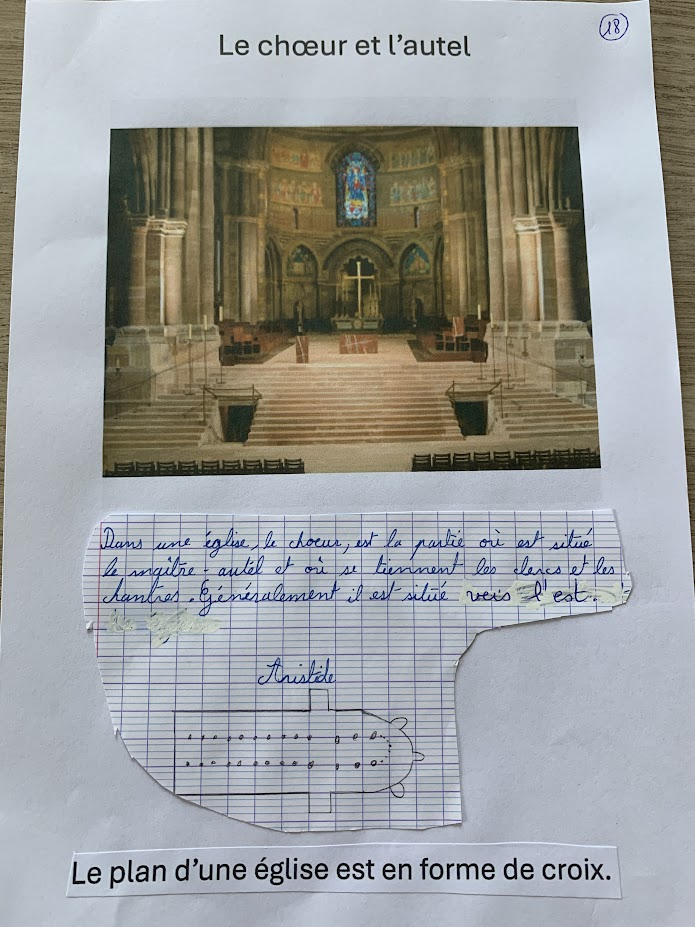 18
Le chœur et l'autel
Dans une église, le choeur, est la partie où est situé
le maître-autel et où se tiennent les clercs et les
chantres. Généralement il est situé vers l'est.
Aristide
Le plan d'une église est en forme de croix.